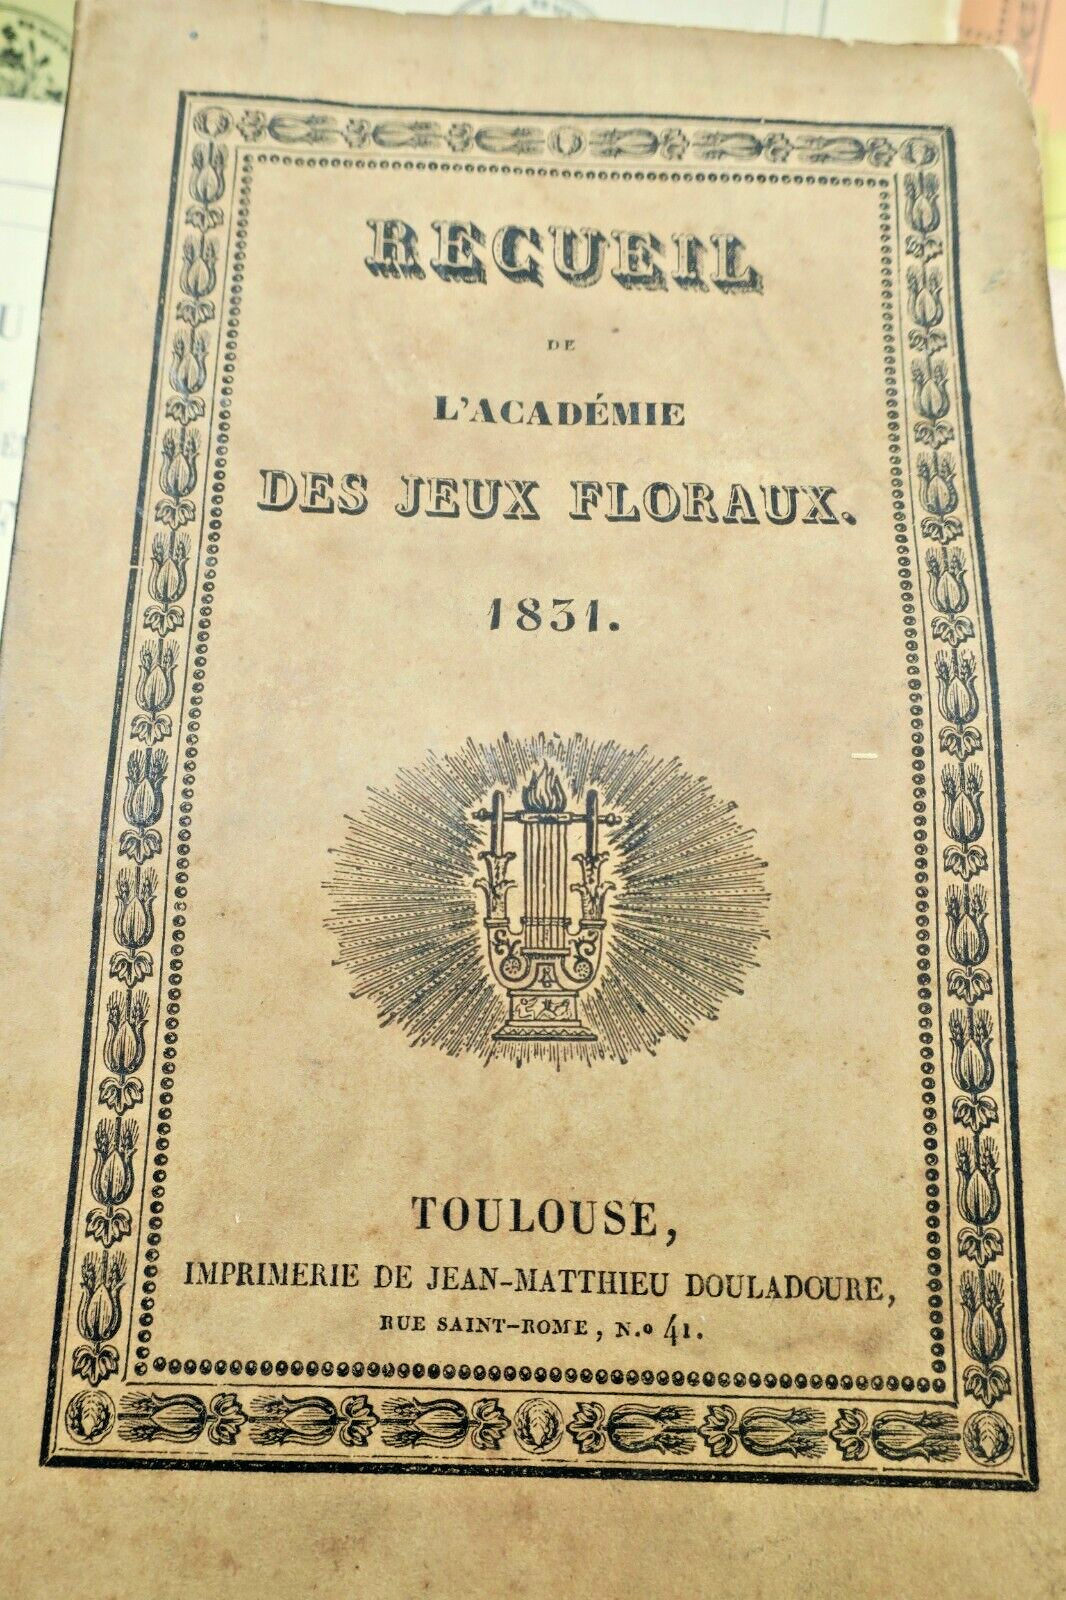 RECUEIL
DE
L'ACADÉMIE
DES JEUX FLORAUX.
1831.
TOULOUSE,
IMPRIMERIE DE JEAN-MATTHIEU DOULADOURE,
RUE SAINT-ROME, N.o 41.